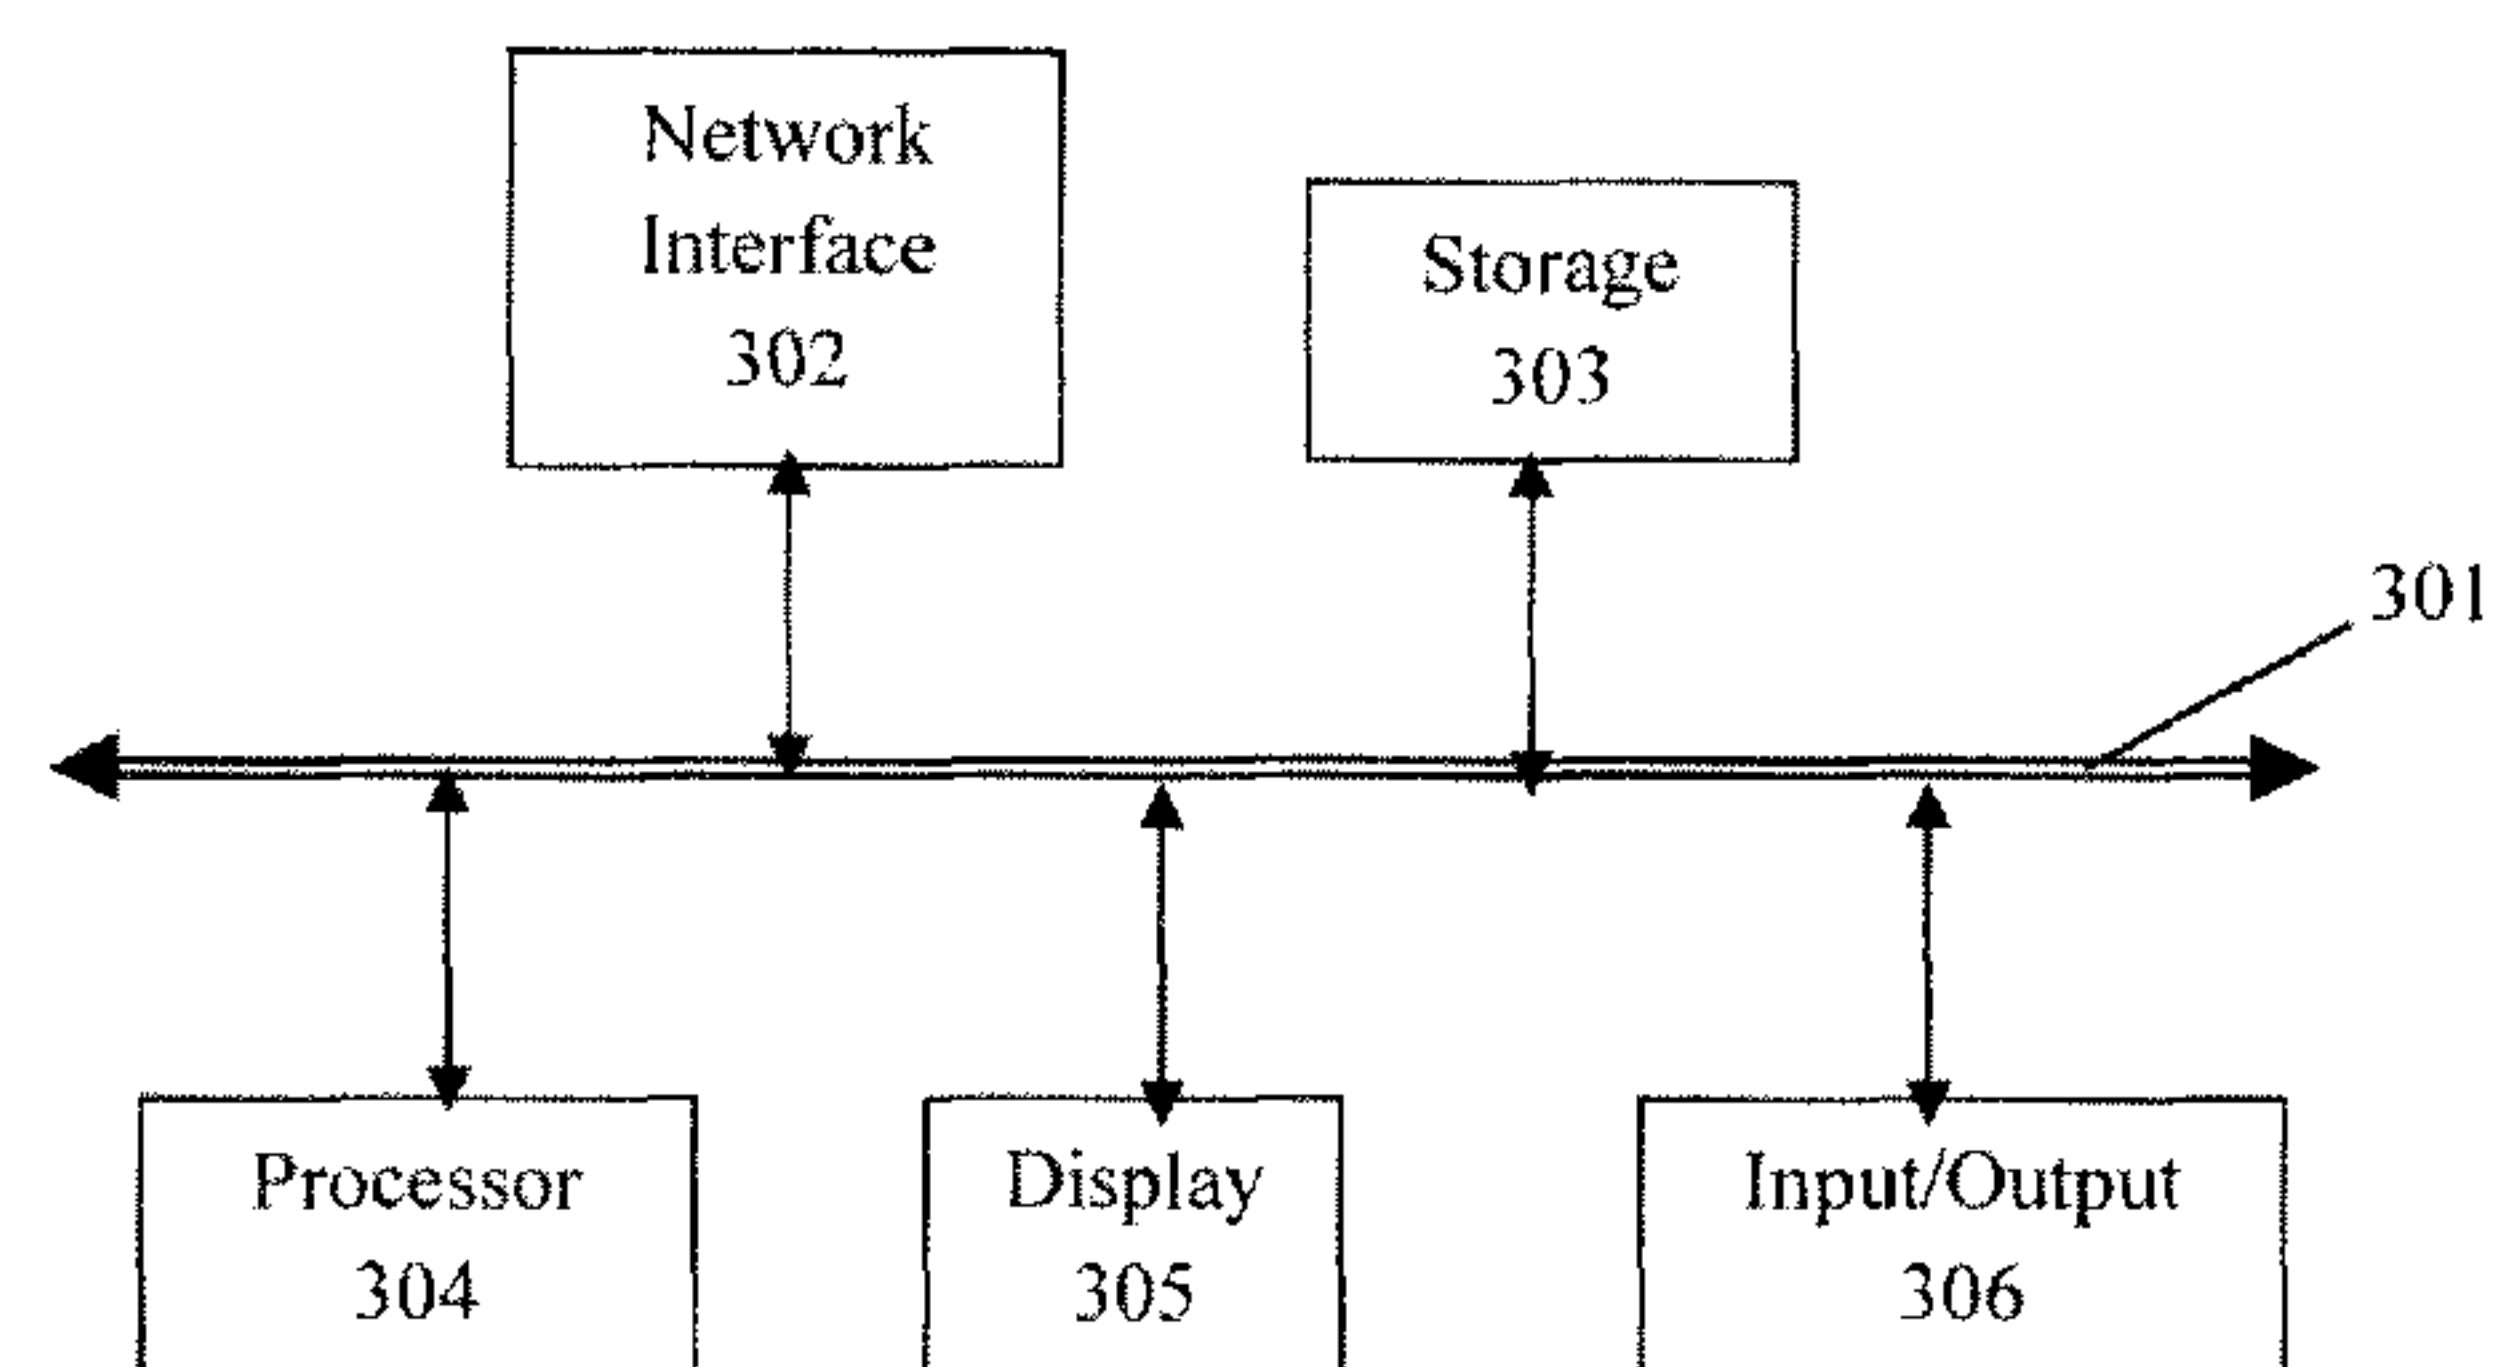 Network
Interface
302
Storage
303
301
Processor
304
Display
305
Input/Output
306